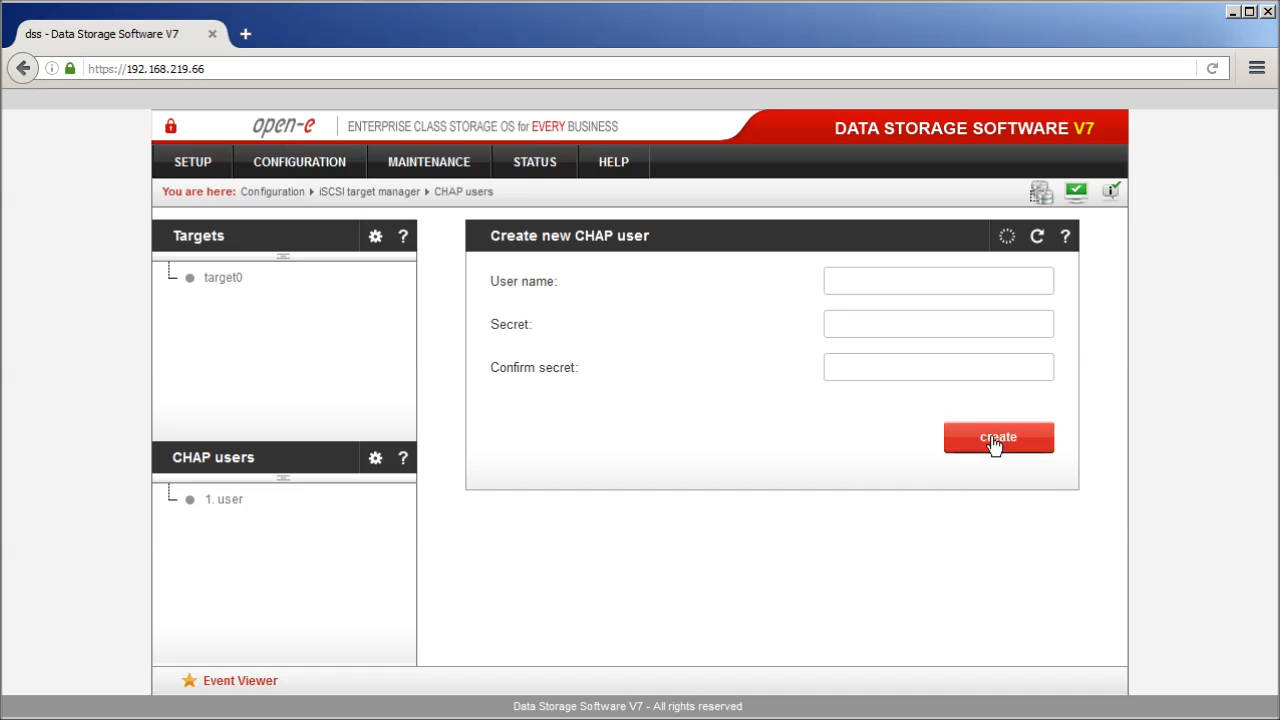 dss - Data Storage Software V7
https://192.168.219.66
open-e ENTERPRISE CLASS STORAGE OS for EVERY BUSINESS
DATA STORAGE SOFTWARE V7
SETUP CONFIGURATION MAINTENANCE STATUS HELP
You are here: Configuration iSCSI target manager CHAP users
Targets ?
target0
CHAP users ?
1. user
Create new CHAP user ?
User name:
Secret:
Confirm secret:
create
Event Viewer
Data Storage Software V7 - All rights reserved